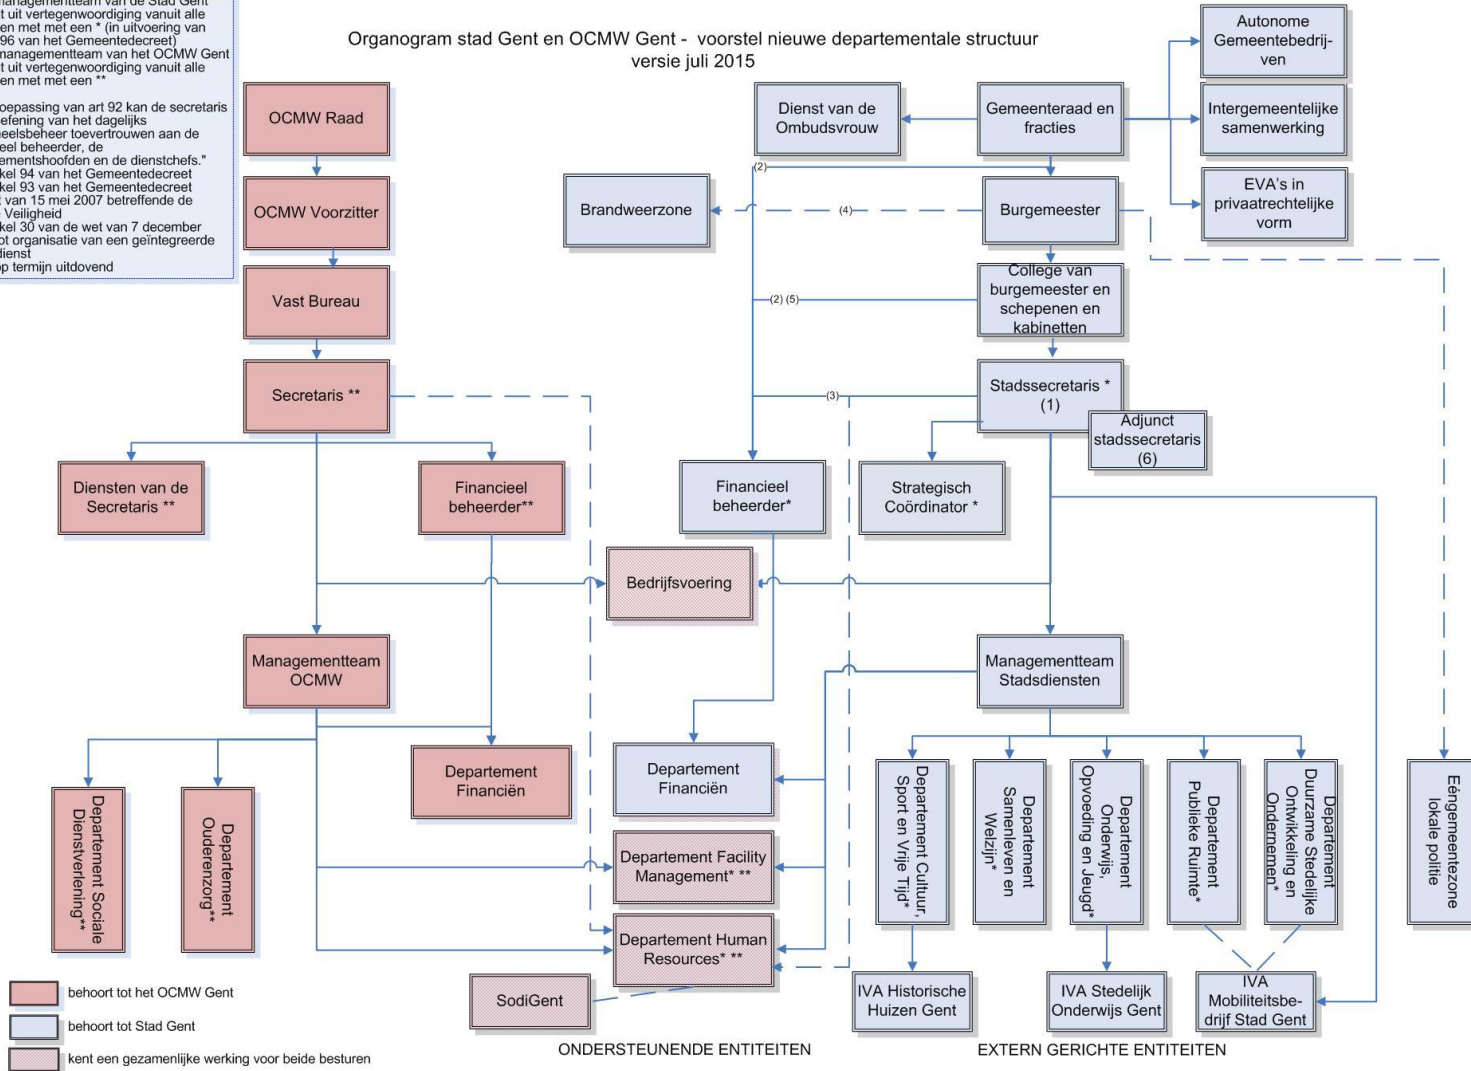 managementteam van de Stad Gent
t uit vertegenwoordiging vanuit alle
en met met een * (in uitvoering van
96 van het Gemeentedecreet)
managementteam van het OCMW Gent
t uit vertegenwoordiging vanuit alle
en met met een **
oepassing van art 92 kan de secretaris
efening van het dagelijks
eelsbeheer toevertrouwen aan de
eel beheerder, de
ementshoofden en de dienstchefs."
kel 94 van het Gemeentedecreet
kel 93 van het Gemeentedecreet
t van 15 mei 2007 betreffende de
e Veiligheid
kel 30 van de wet van 7 december
ot organisatie van een geïntegreerde
dienst
op termijn uitdovend
Organogram stad Gent en OCMW Gent - voorstel nieuwe departementale structuur
versie juli 2015
Autonome
Gemeentebedrij-
ven
OCMW Raad
Dienst van de
Ombudsvrouw
Gemeenteraad en
fracties
Intergemeentelijke
samenwerking
(2)
OCMW Voorzitter
Brandweerzone
(4)
Burgemeester
EVA's in
privaatrechtelijke
vorm
Vast Bureau
(2) (5)
College van
burgemeester en
schepenen en
kabinetten
Secretaris **
(3)
Stadssecretaris *
(1)
Adjunct
stadssecretaris
(6)
Diensten van de
Secretaris **
Financieel
beheerder**
Financieel
beheerder*
Strategisch
Coördinator *
Bedrijfsvoering
Managementteam
OCMW
Managementteam
Stadsdiensten
Departement
Financiën
Departement
Financiën
Departement Sociale
Dienstverlening**
Departement
Ouderenzorg**
Departement Facility
Management* **
Departement Human
Resources* **
Departement Cultuur,
Sport en Vrije Tijd*
Departement
Samenleven en
Welzijn*
Departement
Onderwijs,
Opvoeding en Jeugd*
Departement
Publieke Ruimte*
Departement
Duurzame Stedelijke
Ontwikkeling en
Ondernemen*
Eéngemeentezone
lokale politie
SodiGent
IVA Historische
Huizen Gent
IVA Stedelijk
Onderwijs Gent
IVA
Mobiliteitsbe-
drijf Stad Gent
behoort tot het OCMW Gent
behoort tot Stad Gent
kent een gezamenlijke werking voor beide besturen
ONDERSTEUNENDE ENTITEITEN
EXTERN GERICHTE ENTITEITEN